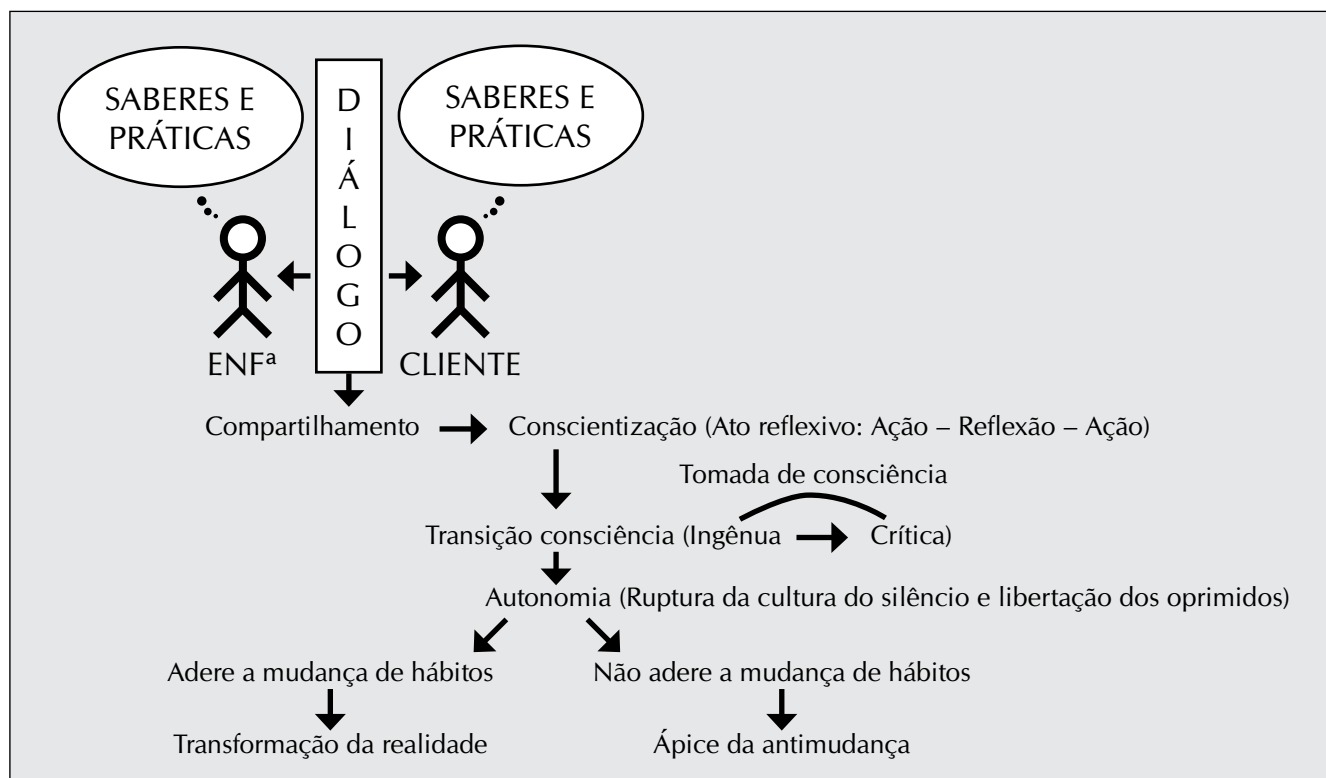 SABERES E
PRÁTICAS
DIÁLOGO
SABERES E
PRÁTICAS
ENFª
CLIENTE
Compartilhamento
Conscientização (Ato reflexivo: Ação – Reflexão – Ação)
Tomada de consciência
Transição consciência (Ingênua
Crítica)
Autonomia (Ruptura da cultura do silêncio e libertação dos oprimidos)
Adere a mudança de hábitos
Não adere a mudança de hábitos
Transformação da realidade
Ápice da antimudança